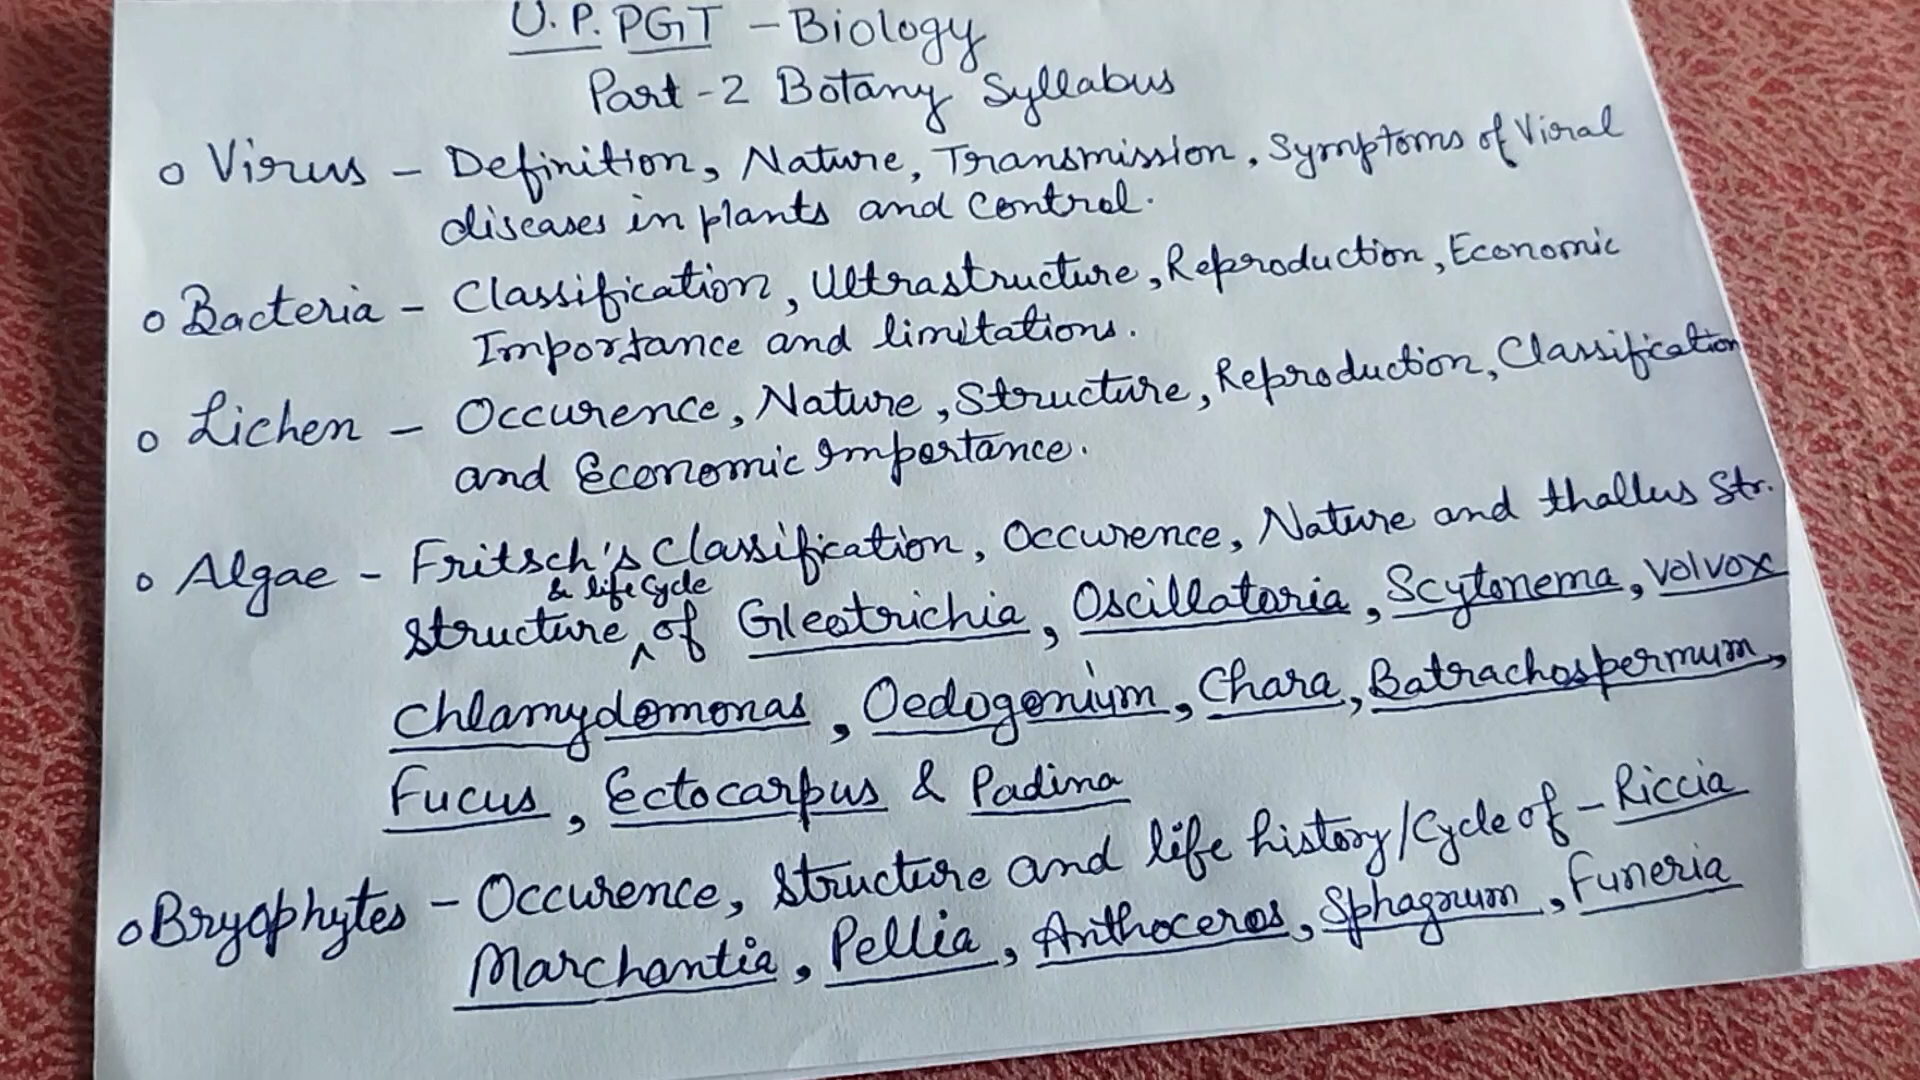 U.P. PGT - Biology
Part-2 Botany Syllabus
o Virus - Definition, Nature, Transmission, Symptoms of Viral
diseases in plants and control.
o Bacteria - Classification, Ultrastructure, Reproduction, Economic
Importance and limitations.
o Lichen - Occurence, Nature, Structure, Reproduction, Classification
and Economic Importance.
o Algae - Fritsch's Classification, Occurence, Nature and thallus Str.
& life cycle
structure ^ of Gleotrichia, Oscillatoria, Scytonema, Volvox
Chlamydomonas, Oedogonium, Chara, Batrachospermum,
Fucus, Ectocarpus & Padina
o Bryophytes - Occurence, structure and life history/Cycle of - Riccia
Marchantia, Pellia, Anthoceros, Sphagnum, Funeria